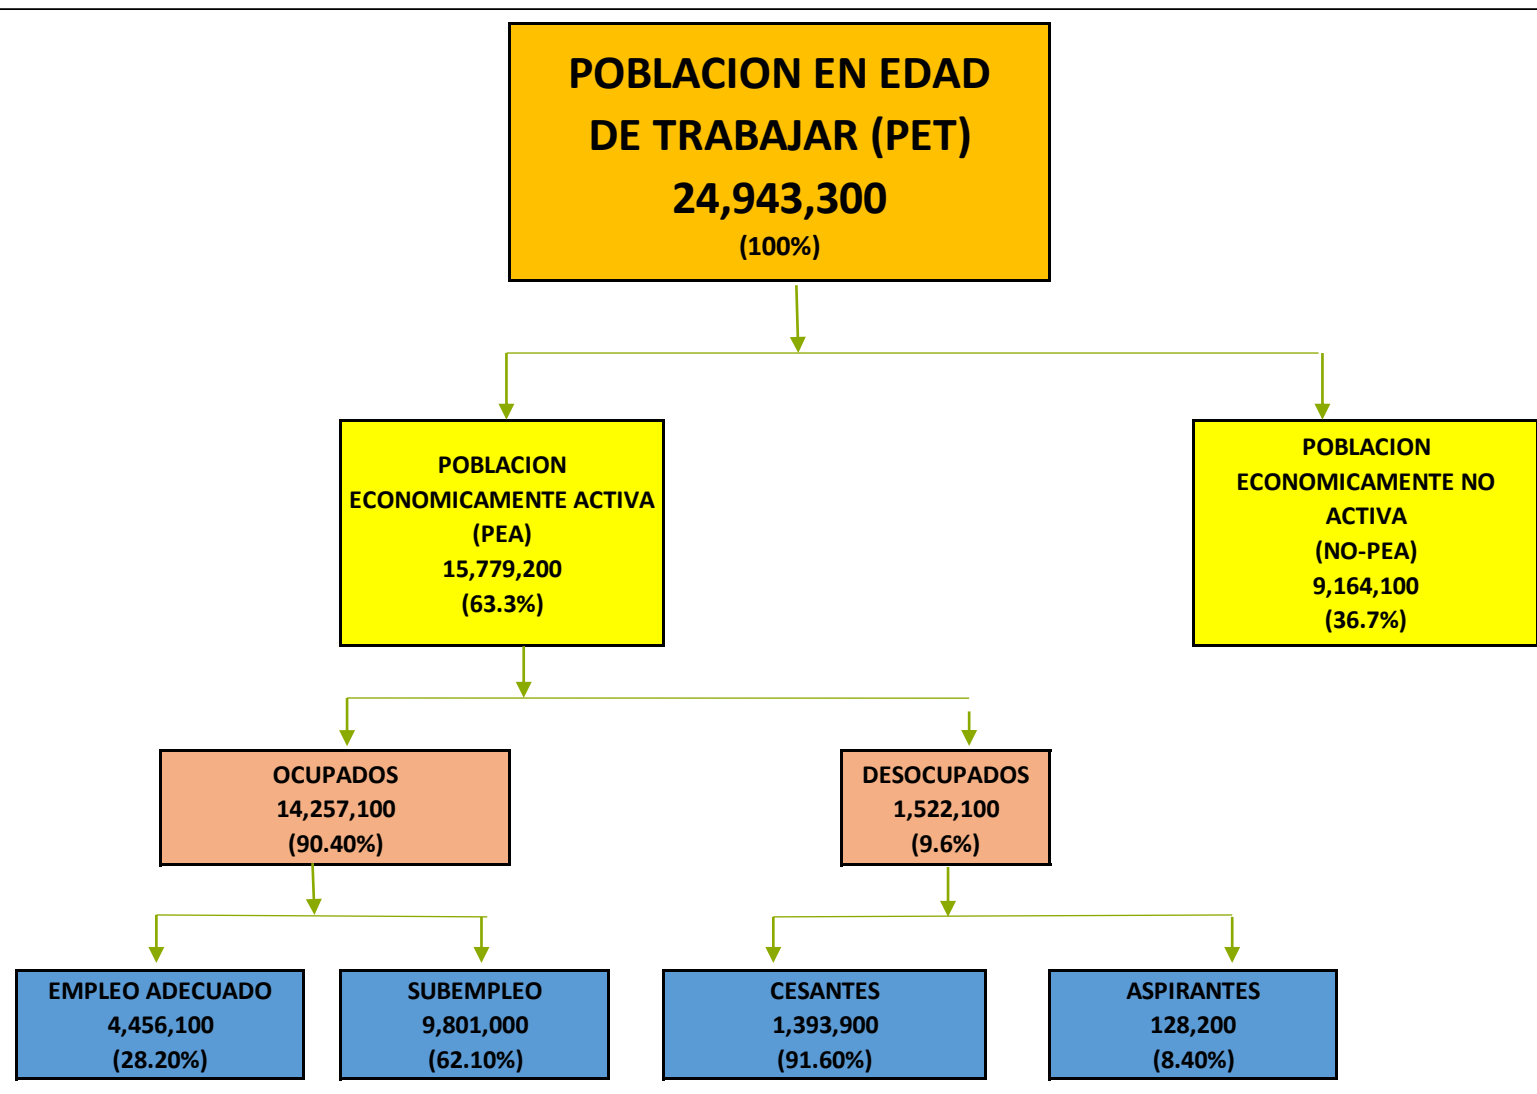 POBLACION EN EDAD
DE TRABAJAR (PET)
24,943,300
(100%)
POBLACION
ECONOMICAMENTE ACTIVA
(PEA)
15,779,200
(63.3%)
POBLACION
ECONOMICAMENTE NO
ACTIVA
(NO-PEA)
9,164,100
(36.7%)
OCUPADOS
14,257,100
(90.40%)
DESOCUPADOS
1,522,100
(9.6%)
EMPLEO ADECUADO
4,456,100
(28.20%)
SUBEMPLEO
9,801,000
(62.10%)
CESANTES
1,393,900
(91.60%)
ASPIRANTES
128,200
(8.40%)